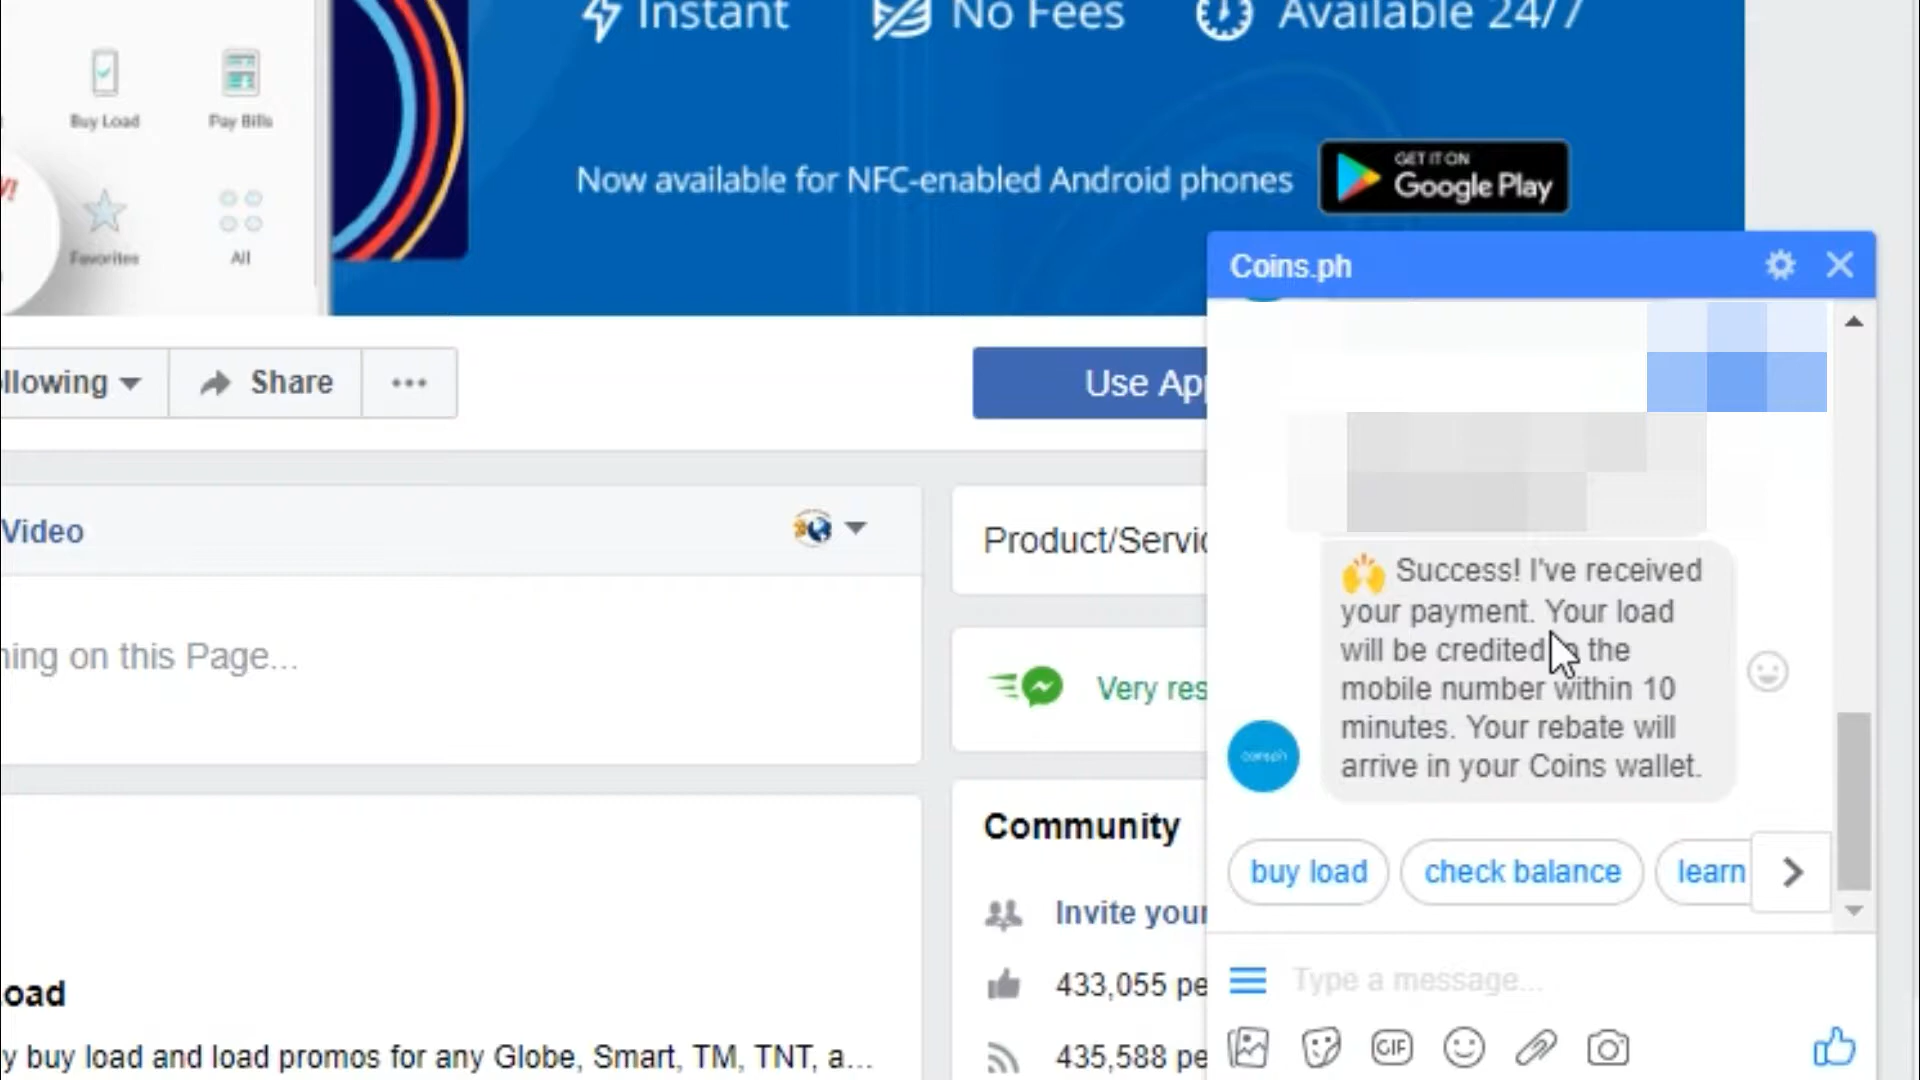 Instant
No Fees
Available 24/7
Buy Load
Pay Bills
Now available for NFC-enabled Android phones
GET IT ON
Google Play
Favorites
All
Coins.ph
llowing
Share
Use Ap
Video
Product/Servic
ning on this Page...
Success! I've received
your payment. Your load
will be credited the
mobile number within 10
minutes. Your rebate will
arrive in your Coins wallet.
Very res
Community
buy load
check balance
learn
Invite your
433,055 pe
Type a message...
oad
y buy load and load promos for any Globe, Smart, TM, TNT, a...
435,588 pe
GIF